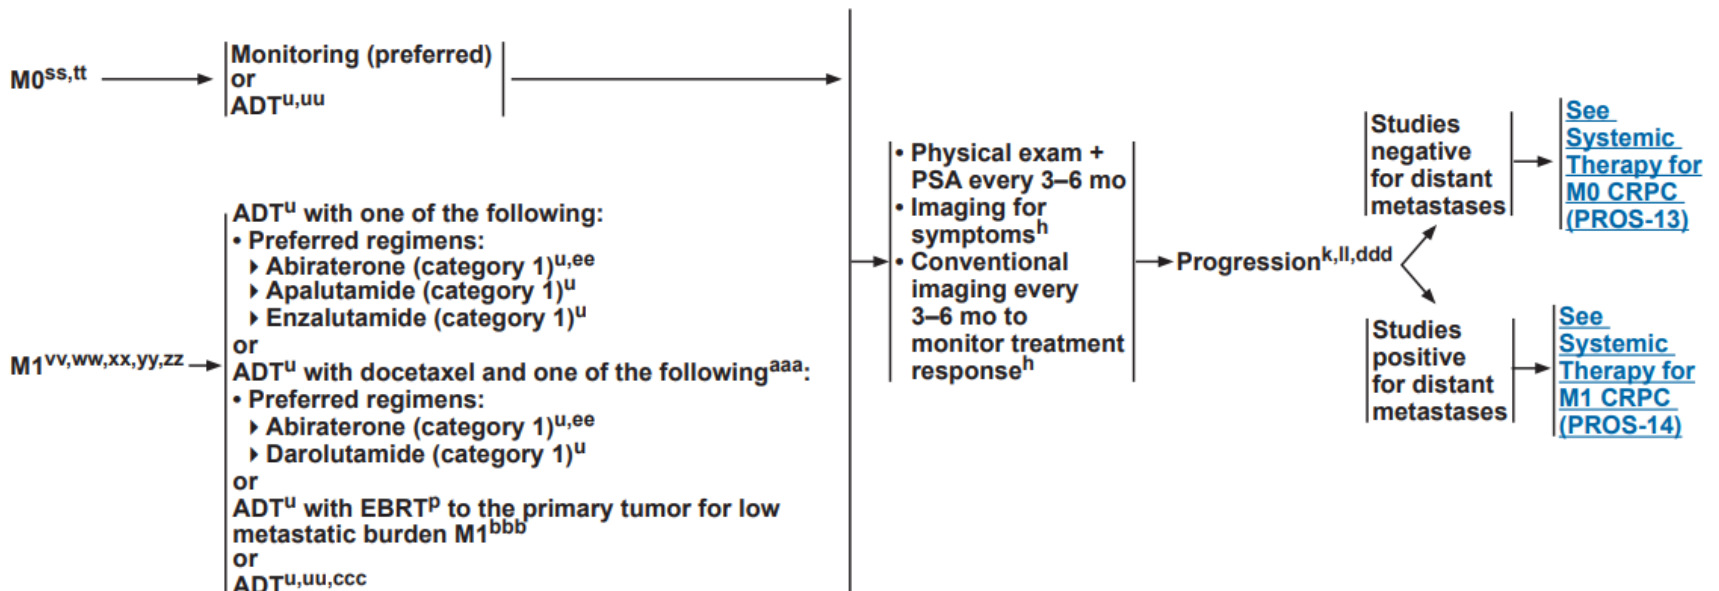 M0ss,tt
Monitoring (preferred)
or
ADTu,uu
M1vv,ww,xx,yy,zz
ADTu with one of the following:
• Preferred regimens:
▸ Abiraterone (category 1)u,ee
▸ Apalutamide (category 1)u
▸ Enzalutamide (category 1)u
or
ADTu with docetaxel and one of the followingaaa:
• Preferred regimens:
▸ Abiraterone (category 1)u,ee
▸ Darolutamide (category 1)u
or
ADTu with EBRTp to the primary tumor for low
metastatic burden M1bbb
or
ADTu,uu,ccc
• Physical exam +
PSA every 3–6 mo
• Imaging for
symptomsh
• Conventional
imaging every
3–6 mo to
monitor treatment
responseh
Progressionk,ll,ddd
Studies
negative
for distant
metastases
See
Systemic
Therapy for
M0 CRPC
(PROS-13)
Studies
positive
for distant
metastases
See
Systemic
Therapy for
M1 CRPC
(PROS-14)